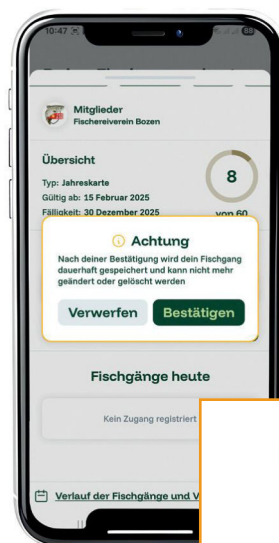 10:47
68
Mitglieder
Fischereiverein Bozen
Übersicht
Typ: Jahreskarte
Gültig ab: 15 Februar 2025
Fälligkeit: 30 Dezember 2025
8
von 60
Achtung
Nach deiner Bestätigung wird dein Fischgang
dauerhaft gespeichert und kann nicht mehr
geändert oder gelöscht werden
Verwerfen Bestätigen
Fischgänge heute
Kein Zugang registriert
Verlauf der Fischgänge und V